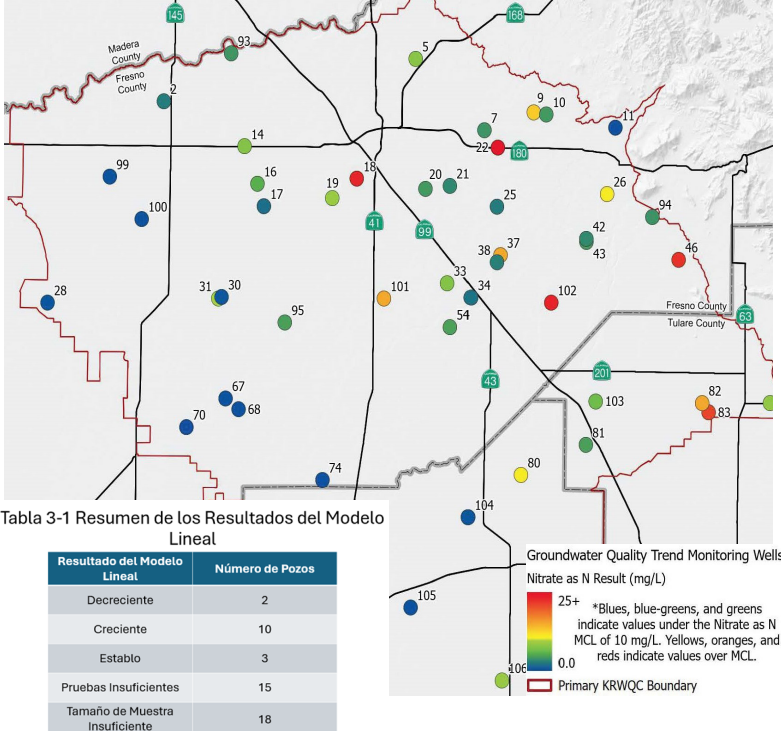 145
168
93
Madera
County
Fresno
County
5
2
9
10
7
11
14
22
180
99
16
18
20
21
26
17
19
25
100
41
99
94
42
43
37
38
46
28
31
30
33
34
101
102
Fresno County
Tulare County
63
95
54
67
68
43
201
70
103
82
83
81
74
80
104
105
106
Tabla 3-1 Resumen de los Resultados del Modelo
Lineal
Resultado del Modelo
Lineal
Número de Pozos
Decreciente 2
Creciente 10
Establo 3
Pruebas Insuficientes 15
Tamaño de Muestra
Insuficiente
18
Groundwater Quality Trend Monitoring Wells
Nitrate as N Result (mg/L)
25+
0.0
*Blues, blue-greens, and greens
indicate values under the Nitrate as N
MCL of 10 mg/L. Yellows, oranges, and
reds indicate values over MCL.
Primary KRWQC Boundary